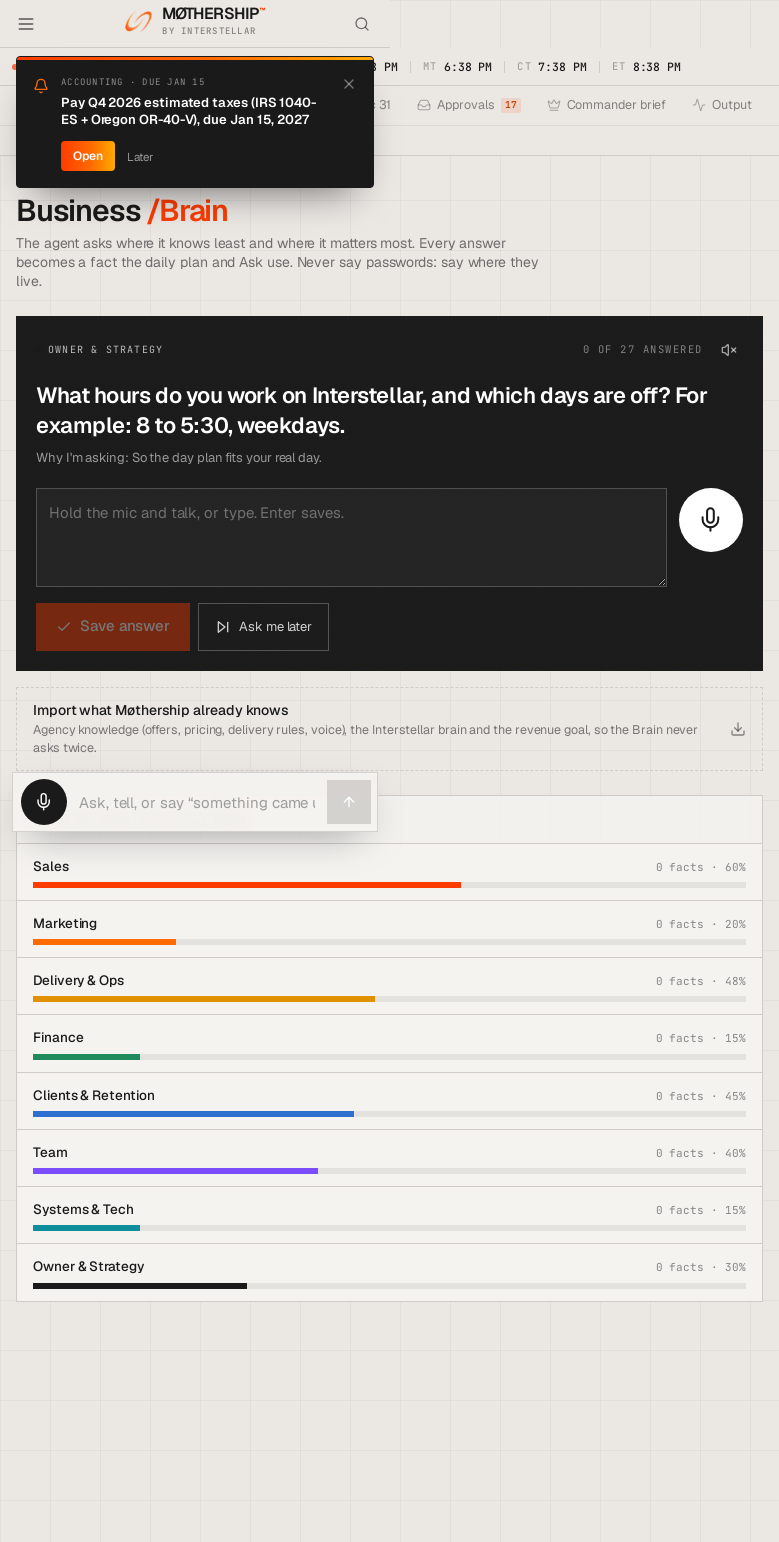 MØTHERSHIP™
BY INTERSTELLAR
PM MT 6:38 PM CT 7:38 PM ET 8:38 PM
ACCOUNTING · DUE JAN 15
Pay Q4 2026 estimated taxes (IRS 1040-
ES + Oregon OR-40-V), due Jan 15, 2027
Open Later
31 Approvals 17 Commander brief Output
Business /Brain
The agent asks where it knows least and where it matters most. Every answer
becomes a fact the daily plan and Ask use. Never say passwords: say where they
live.
OWNER & STRATEGY 0 OF 27 ANSWERED
What hours do you work on Interstellar, and which days are off? For
example: 8 to 5:30, weekdays.
Why I'm asking: So the day plan fits your real day.
Hold the mic and talk, or type. Enter saves.
Save answer Ask me later
Import what Møthership already knows
Agency knowledge (offers, pricing, delivery rules, voice), the Interstellar brain and the revenue goal, so the Brain never
asks twice.
Ask, tell, or say “something came
Sales 0 facts · 60%
Marketing 0 facts · 20%
Delivery & Ops 0 facts · 48%
Finance 0 facts · 15%
Clients & Retention 0 facts · 45%
Team 0 facts · 40%
Systems & Tech 0 facts · 15%
Owner & Strategy 0 facts · 30%